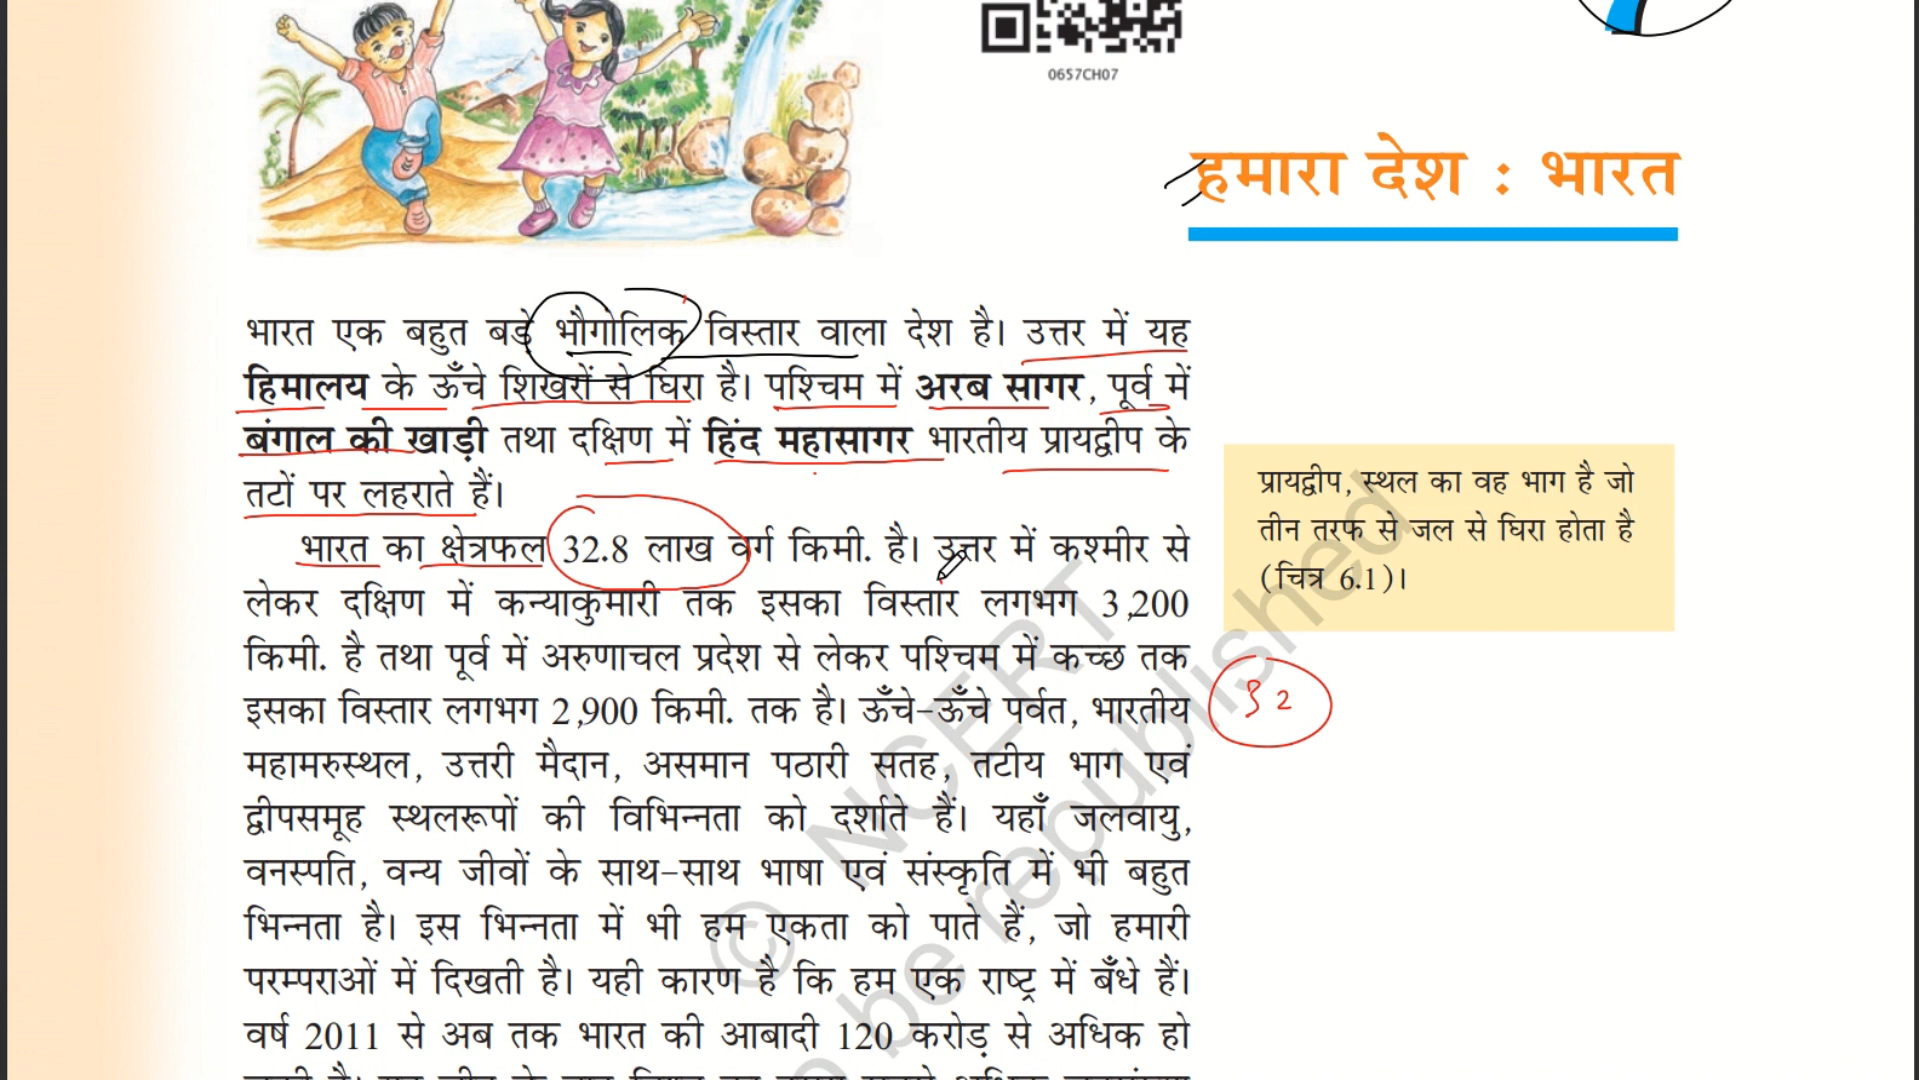 0657CH07
हमारा देश : भारत
भारत एक बहुत बड़े भौगोलिक विस्तार वाला देश है। उत्तर में यह
हिमालय के ऊँचे शिखरों से घिरा है। पश्चिम में अरब सागर, पूर्व में
बंगाल की खाड़ी तथा दक्षिण में हिंद महासागर भारतीय प्रायद्वीप के
तटों पर लहराते हैं।
भारत का क्षेत्रफल 32.8 लाख वर्ग किमी. है। उत्तर में कश्मीर से
लेकर दक्षिण में कन्याकुमारी तक इसका विस्तार लगभग 3,200
किमी. है तथा पूर्व में अरुणाचल प्रदेश से लेकर पश्चिम में कच्छ तक
इसका विस्तार लगभग 2,900 किमी. तक है। ऊँचे-ऊँचे पर्वत, भारतीय
महामरुस्थल, उत्तरी मैदान, असमान पठारी सतह, तटीय भाग एवं
द्वीपसमूह स्थलरूपों की विभिन्नता को दर्शाते हैं। यहाँ जलवायु,
वनस्पति, वन्य जीवों के साथ-साथ भाषा एवं संस्कृति में भी बहुत
भिन्नता है। इस भिन्नता में भी हम एकता को पाते हैं, जो हमारी
परम्पराओं में दिखती है। यही कारण है कि हम एक राष्ट्र में बँधे हैं।
वर्ष 2011 से अब तक भारत की आबादी 120 करोड़ से अधिक हो
प्रायद्वीप, स्थल का वह भाग है जो
तीन तरफ से जल से घिरा होता है
(चित्र 6.1)।
32
© NCERT
be republished